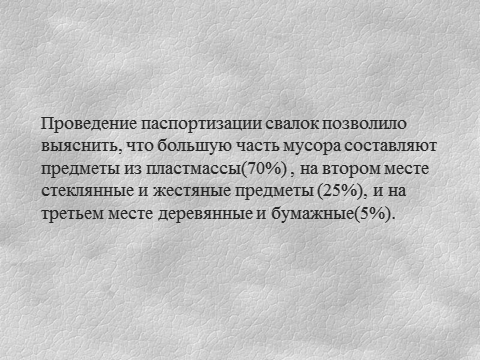 Проведение паспортизации свалок позволило
выяснить, что большую часть мусора составляют
предметы из пластмассы(70%) , на втором месте
стеклянные и жестяные предметы (25%), и на
третьем месте деревянные и бумажные(5%).